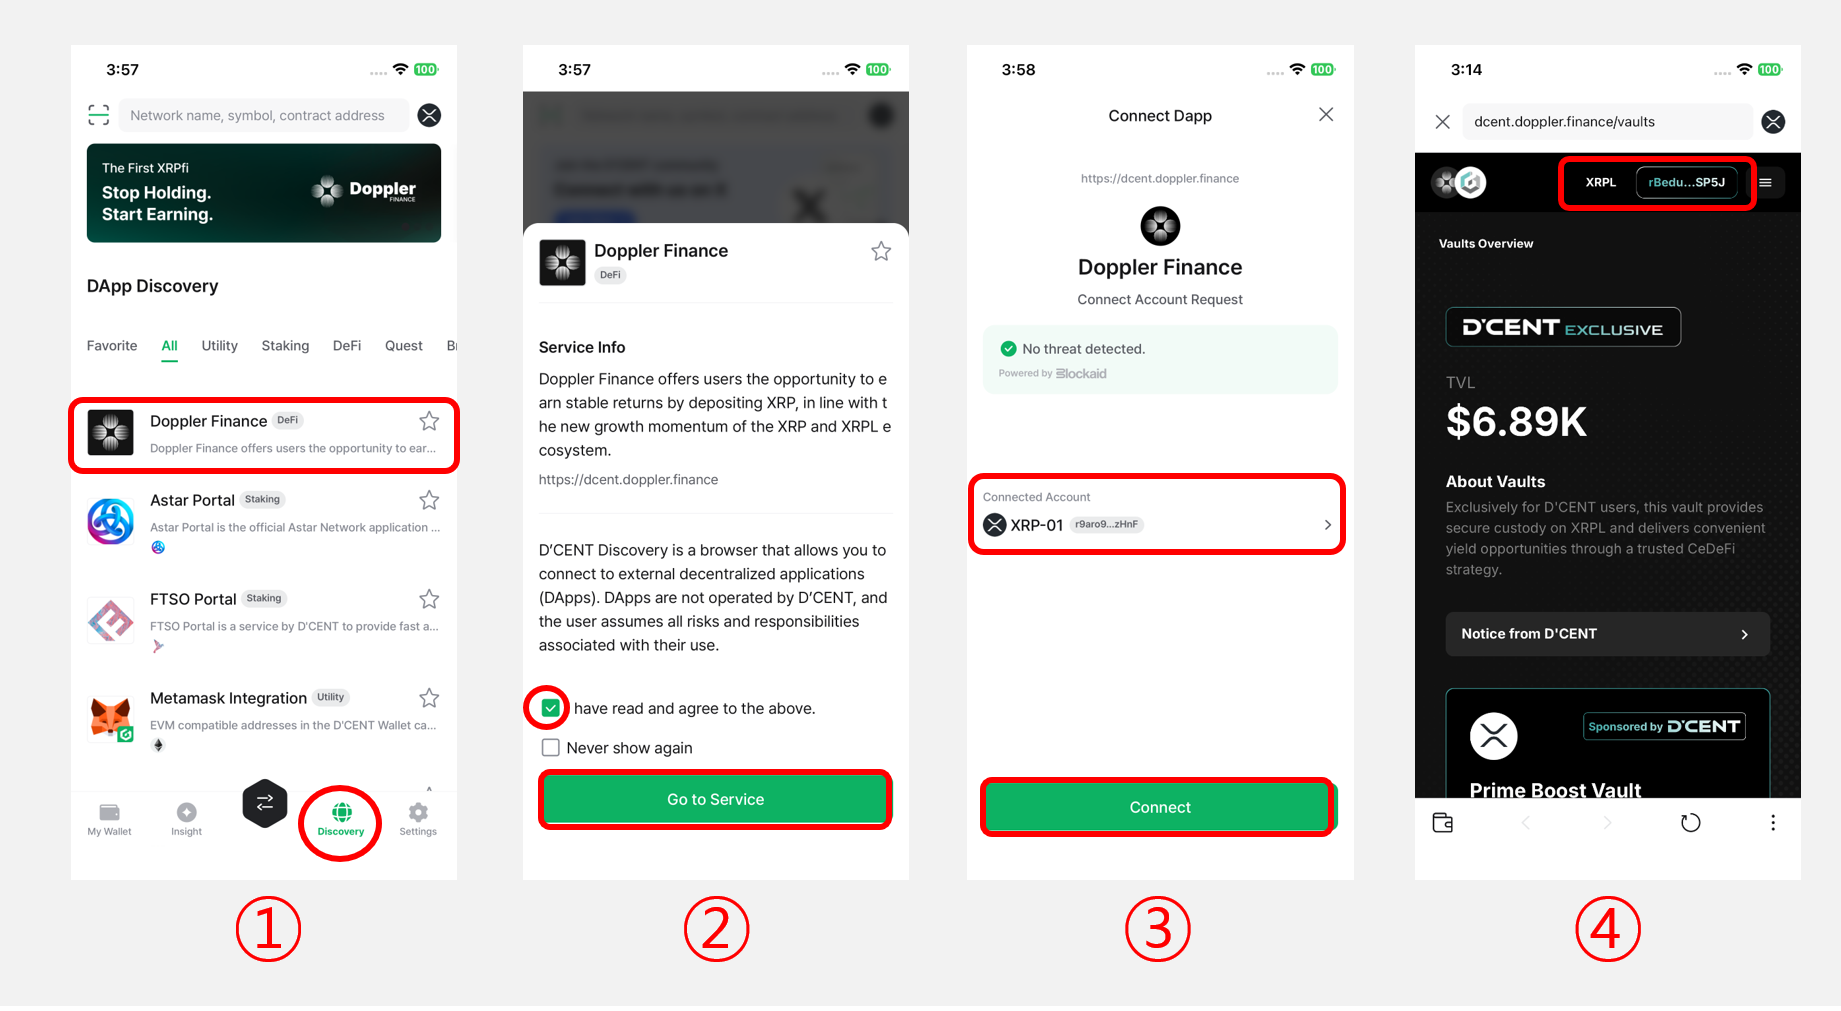 3:57
100
Network name, symbol, contract address
The First XRPfi
Stop Holding.
Start Earning.
Doppler
FINANCE
DApp Discovery
Favorite All Utility Staking DeFi Quest
Doppler Finance DeFi
Doppler Finance offers users the opportunity to ear...
Astar Portal Staking
Astar Portal is the official Astar Network application ...
FTSO Portal Staking
FTSO Portal is a service by D'CENT to provide fast a...
Metamask Integration Utility
EVM compatible addresses in the D'CENT Wallet ca...
My Wallet Insight Discovery Settings
①
3:57
100
Doppler Finance
DeFi
Service Info
Doppler Finance offers users the opportunity to e
arn stable returns by depositing XRP, in line with t
he new growth momentum of the XRP and XRPL e
cosystem.
https://dcent.doppler.finance
D'CENT Discovery is a browser that allows you to
connect to external decentralized applications
(DApps). DApps are not operated by D'CENT, and
the user assumes all risks and responsibilities
associated with their use.
have read and agree to the above.
Never show again
Go to Service
②
3:58
100
Connect Dapp
https://dcent.doppler.finance
Doppler Finance
Connect Account Request
No threat detected.
Powered by Blockaid
Connected Account
XRP-01 r9aro9...zHnF
Connect
③
3:14
100
dcent.doppler.finance/vaults
XRPL rBedu...SP5J
Vaults Overview
D'CENT EXCLUSIVE
TVL
$6.89K
About Vaults
Exclusively for D'CENT users, this vault provides
secure custody on XRPL and delivers convenient
yield opportunities through a trusted CeDeFi
strategy.
Notice from D'CENT
Sponsored by D'CENT
Prime Boost Vault
④